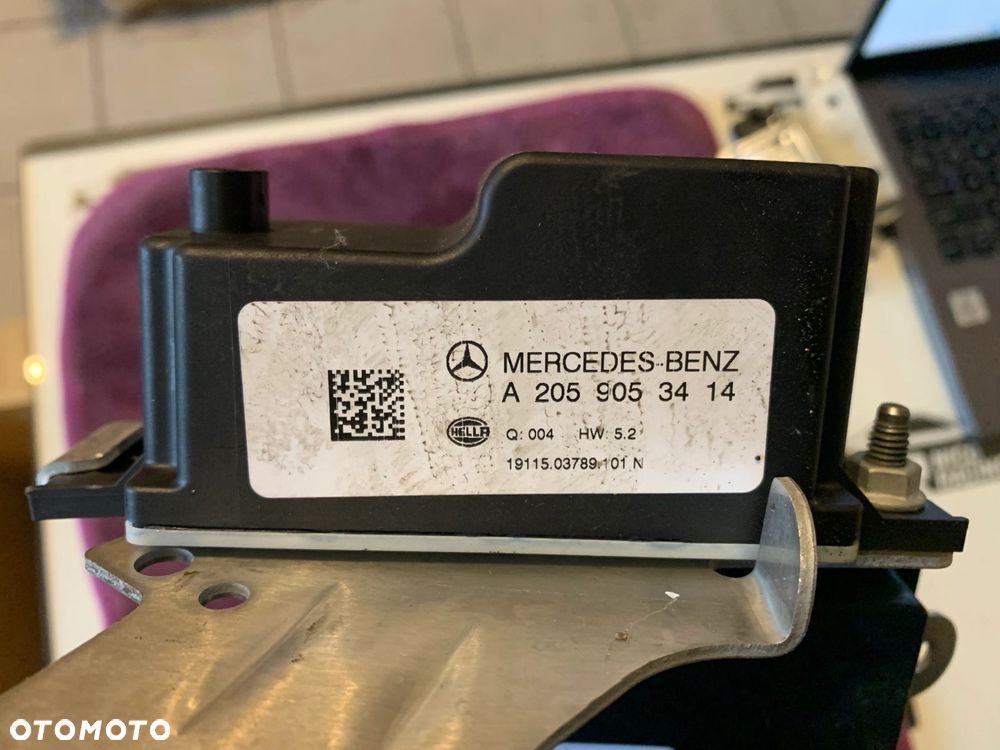 MERCEDES-BENZ
A 205 905 34 14
HELLA
Q: 004 HW: 5.2
19115.03789.101 N
OTOMOTO